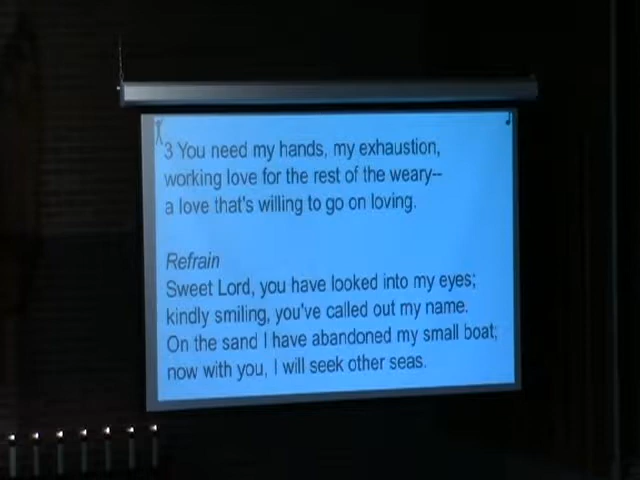 3 You need my hands, my exhaustion,
working love for the rest of the weary--
a love that's willing to go on loving.
Refrain
Sweet Lord, you have looked into my eyes;
kindly smiling, you've called out my name.
On the sand I have abandoned my small boat;
now with you, I will seek other seas.